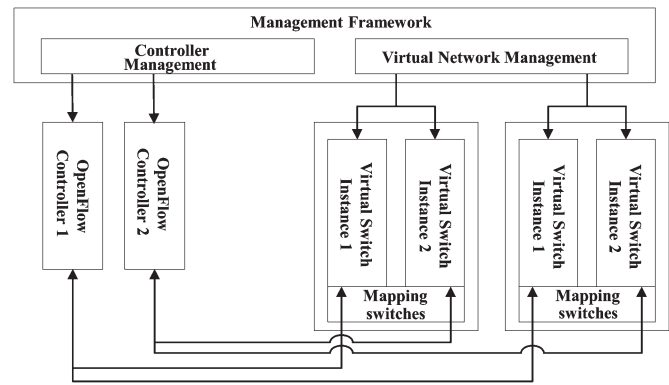 Management Framework
Controller
Management
Virtual Network Management
OpenFlow
Controller 1
OpenFlow
Controller 2
Virtual Switch
Instance 1
Virtual Switch
Instance 2
Mapping
switches
Virtual Switch
Instance 1
Virtual Switch
Instance 2
Mapping
switches